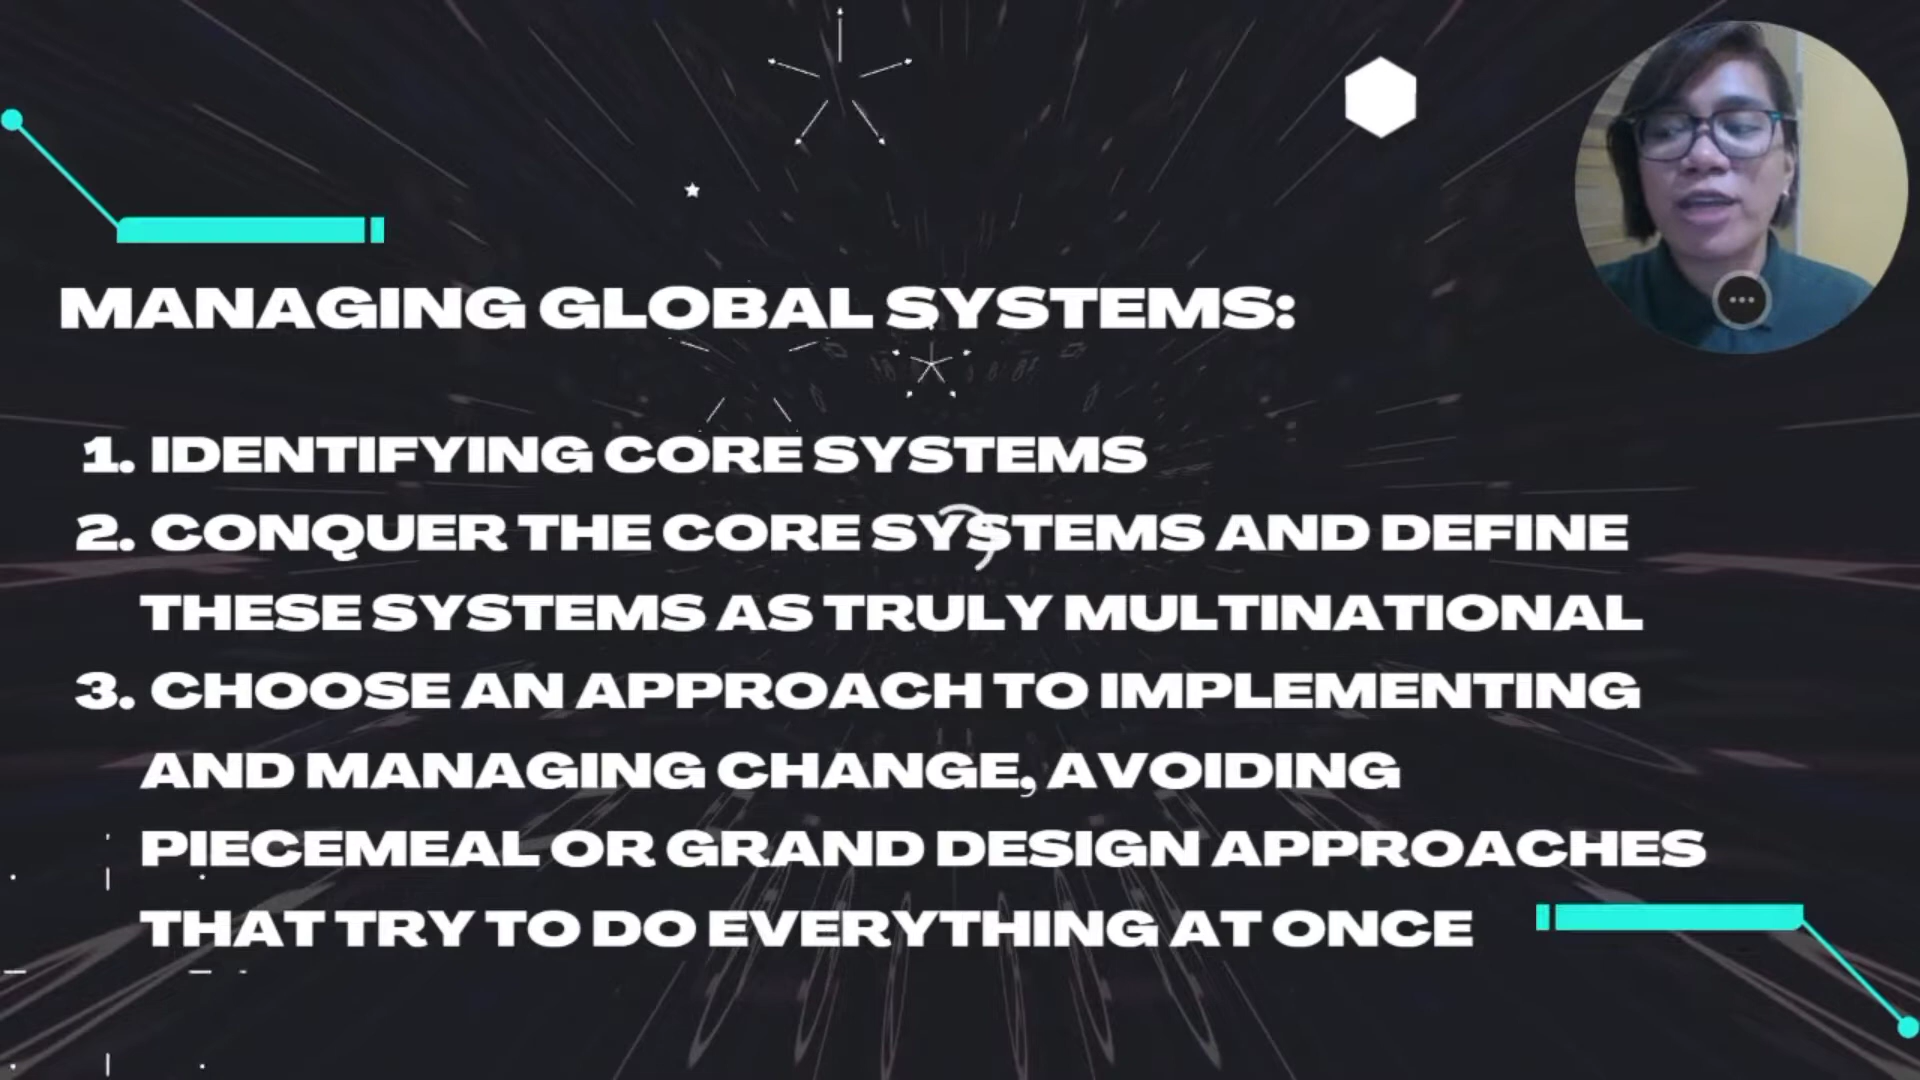 MANAGING GLOBAL SYSTEMS:
1. IDENTIFYING CORE SYSTEMS
2. CONQUER THE CORE SYSTEMS AND DEFINE
THESE SYSTEMS AS TRULY MULTINATIONAL
3. CHOOSE AN APPROACH TO IMPLEMENTING
AND MANAGING CHANGE, AVOIDING
PIECEMEAL OR GRAND DESIGN APPROACHES
THAT TRY TO DO EVERYTHING AT ONCE